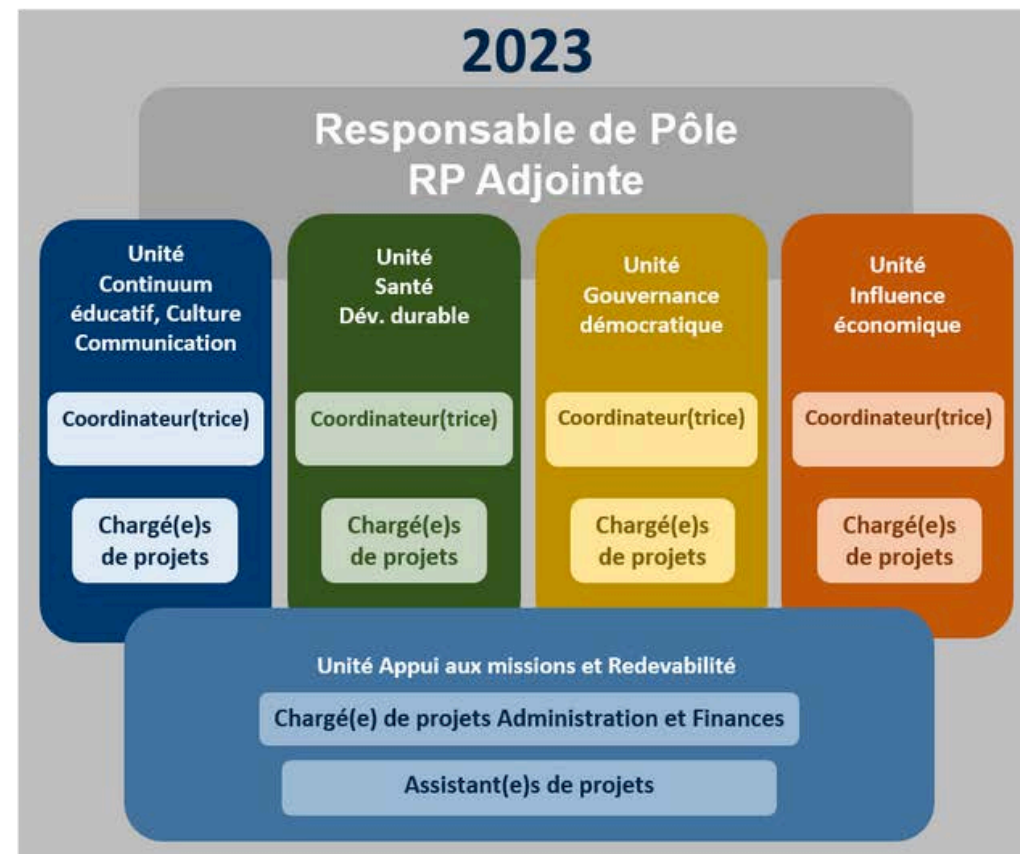 2023
Responsable de Pôle
RP Adjointe
Unité
Continuum
éducatif, Culture
Communication
Coordinateur(trice)
Chargé(e)s
de projets
Unité
Santé
Dév. durable
Coordinateur(trice)
Chargé(e)s
de projets
Unité
Gouvernance
démocratique
Coordinateur(trice)
Chargé(e)s
de projets
Unité
Influence
économique
Coordinateur(trice)
Chargé(e)s
de projets
Unité Appui aux missions et Redevabilité
Chargé(e) de projets Administration et Finances
Assistant(e)s de projets